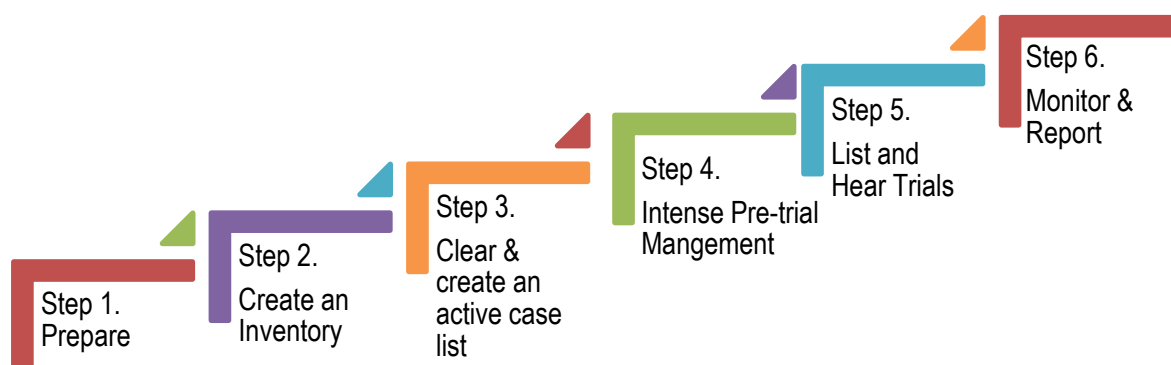 Step 1.
Prepare
Step 2.
Create an
Inventory
Step 3.
Clear &
create an
active case
list
Step 4.
Intense Pre-trial
Mangement
Step 5.
List and
Hear Trials
Step 6.
Monitor &
Report